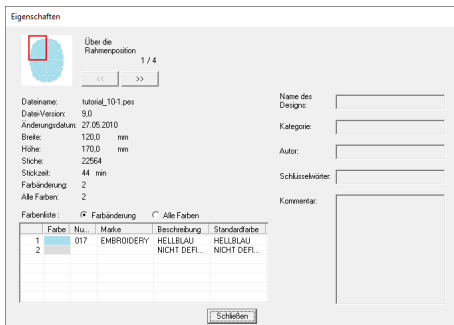 Eigenschaften
Über die
Rahmenposition
1 / 4
<< >>
Dateiname: tutorial_10-1.pes
Datei-Version: 9,0
Änderungsdatum: 27.05.2010
Breite: 120,0 mm
Höhe: 170,0 mm
Stiche: 22564
Stickzeit: 44 min
Farbänderung: 2
Alle Farben: 2
Farbenliste : Farbänderung Alle Farben
Farbe Nu... Marke Beschreibung Standardfarbe
1 017 EMBROIDERY HELLBLAU HELLBLAU
2 NICHT DEFI... NICHT DEFI...
Name des
Designs:
Kategorie:
Autor:
Schlüsselwörter:
Kommentar:
Schließen